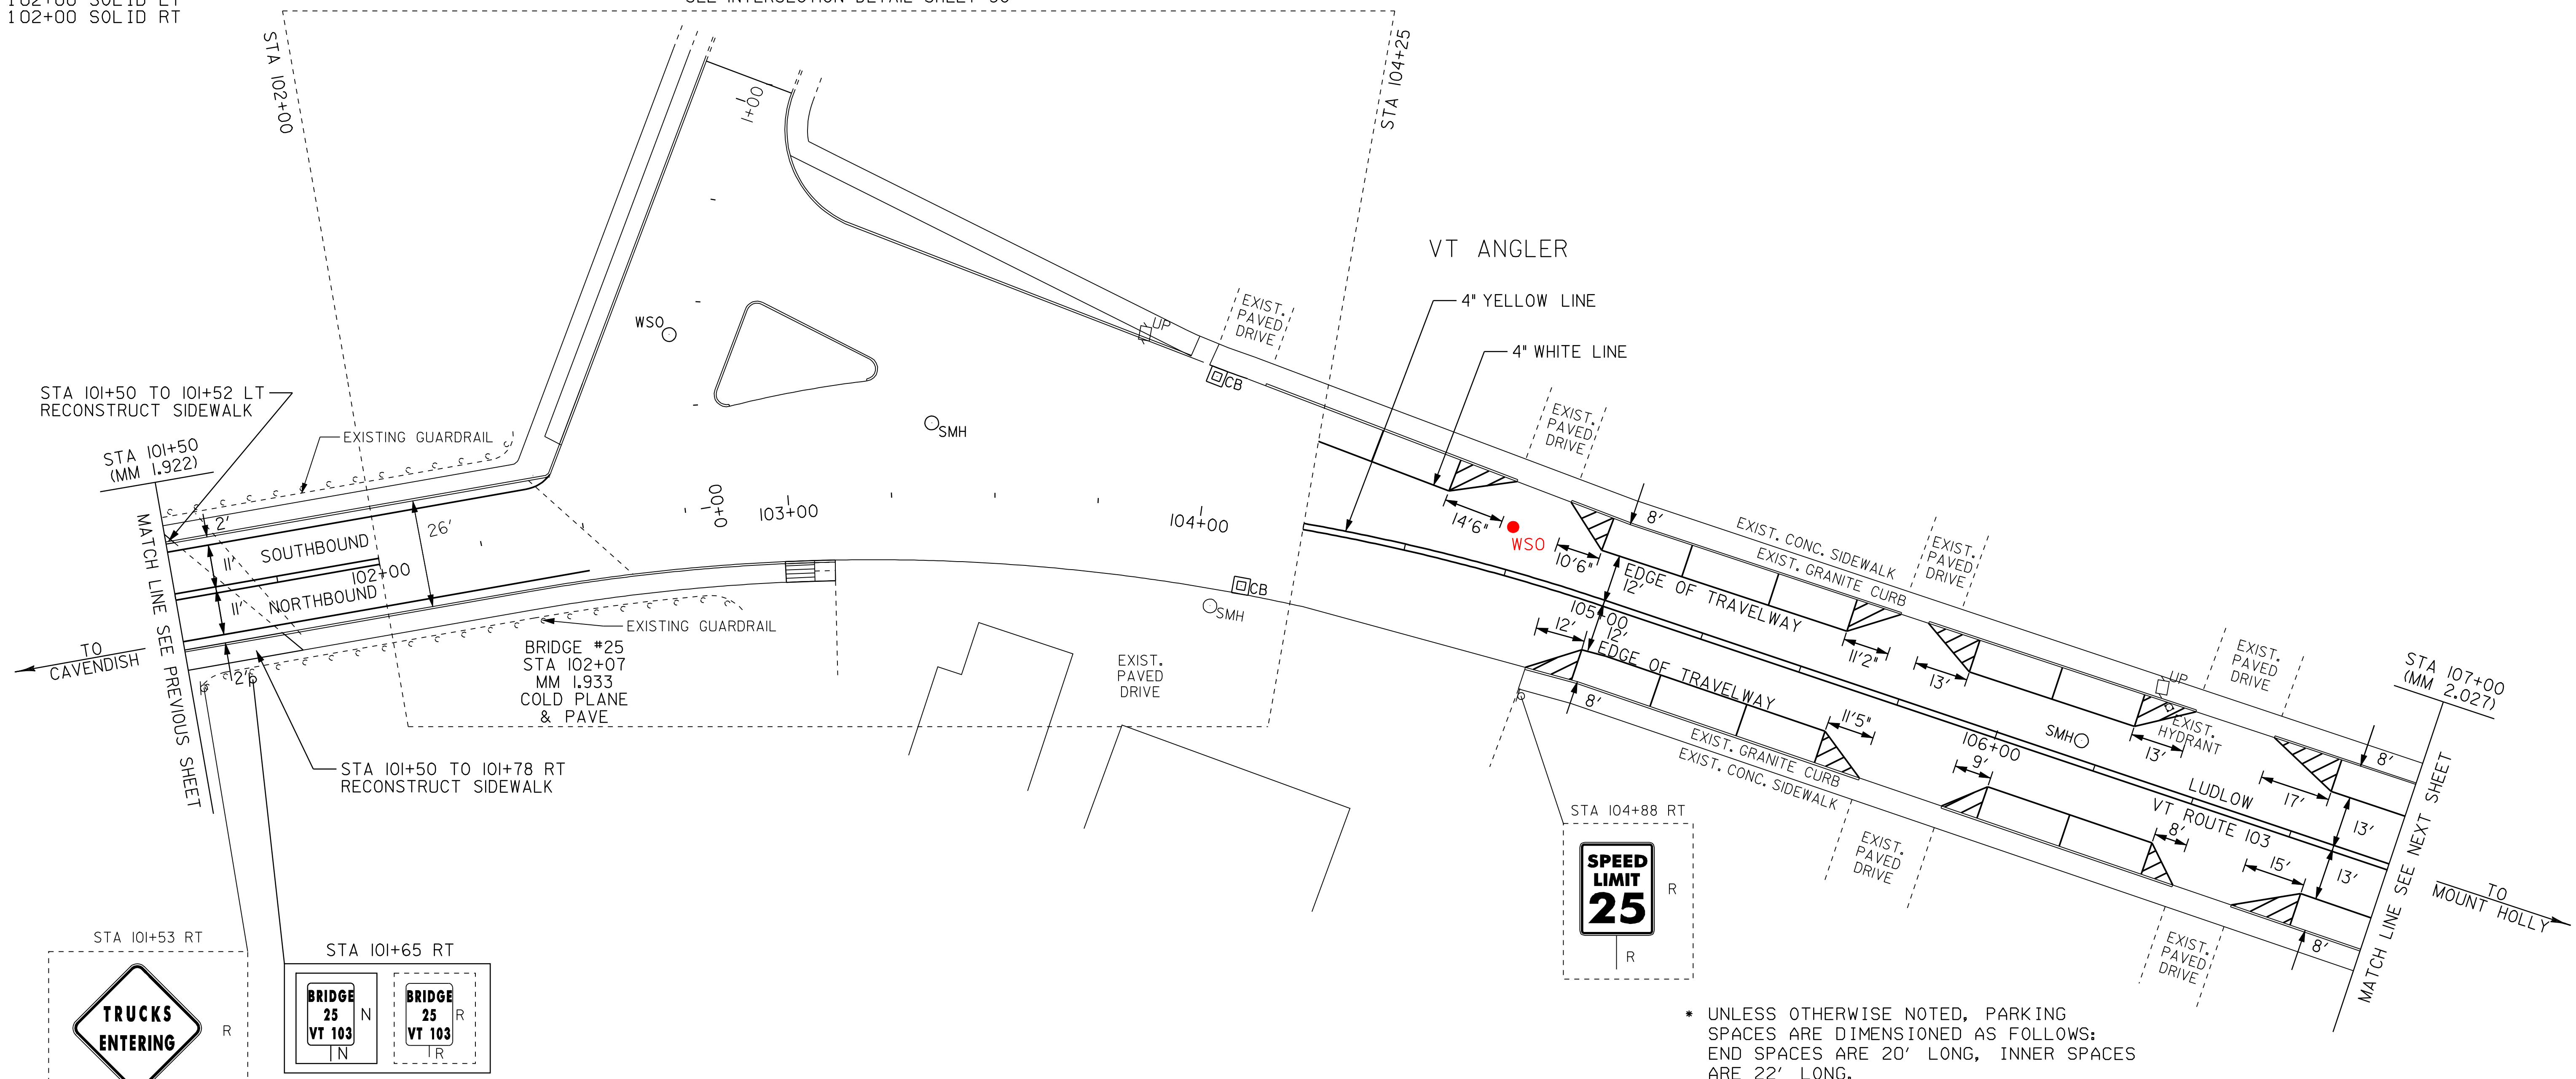 102+00 SOLID LT
102+00 SOLID RT
SEE INTERSECTION DETAIL SHEET
STA 102+00
STA 104+25
1+00
VT ANGLER
4" YELLOW LINE
4" WHITE LINE
EXIST.
PAVED
DRIVE
UP
CB
WSO
SMH
STA 101+50 TO 101+52 LT
RECONSTRUCT SIDEWALK
EXISTING GUARDRAIL
STA 101+50
(MM 1.922)
MATCH LINE SEE PREVIOUS SHEET
2'
11'
SOUTHBOUND
26'
102+00
11'
NORTHBOUND
2'
0+00
103+00
104+00
TO
CAVENDISH
EXISTING GUARDRAIL
BRIDGE #25
STA 102+07
MM 1.933
COLD PLANE
& PAVE
STA 101+50 TO 101+78 RT
RECONSTRUCT SIDEWALK
CB
SMH
EXIST.
PAVED
DRIVE
EXIST.
PAVED
DRIVE
14'6"
WSO
10'6"
8'
EXIST. CONC. SIDEWALK
EXIST. GRANITE CURB
EXIST.
PAVED
DRIVE
EDGE OF TRAVELWAY
12'
105+00
12'
12'
EDGE OF TRAVELWAY
8'
11'2"
13'
11'5"
EXIST. GRANITE CURB
EXIST. CONC. SIDEWALK
EXIST.
PAVED
DRIVE
UP
EXIST.
HYDRANT
13'
SMH
106+00
9'
EXIST.
PAVED
DRIVE
STA 107+00
(MM 2.027)
8'
17'
LUDLOW
VT ROUTE 103
13'
13'
8'
15'
8'
MATCH LINE SEE NEXT SHEET
TO
MOUNT HOLLY
EXIST.
PAVED
DRIVE
STA 104+88 RT
SPEED
LIMIT
25
R
R
STA 101+53 RT
TRUCKS
ENTERING
R
STA 101+65 RT
BRIDGE
25
VT 103
N
N
BRIDGE
25
VT 103
R
R
* UNLESS OTHERWISE NOTED, PARKING
SPACES ARE DIMENSIONED AS FOLLOWS:
END SPACES ARE 20' LONG, INNER SPACES
ARE 22' LONG.